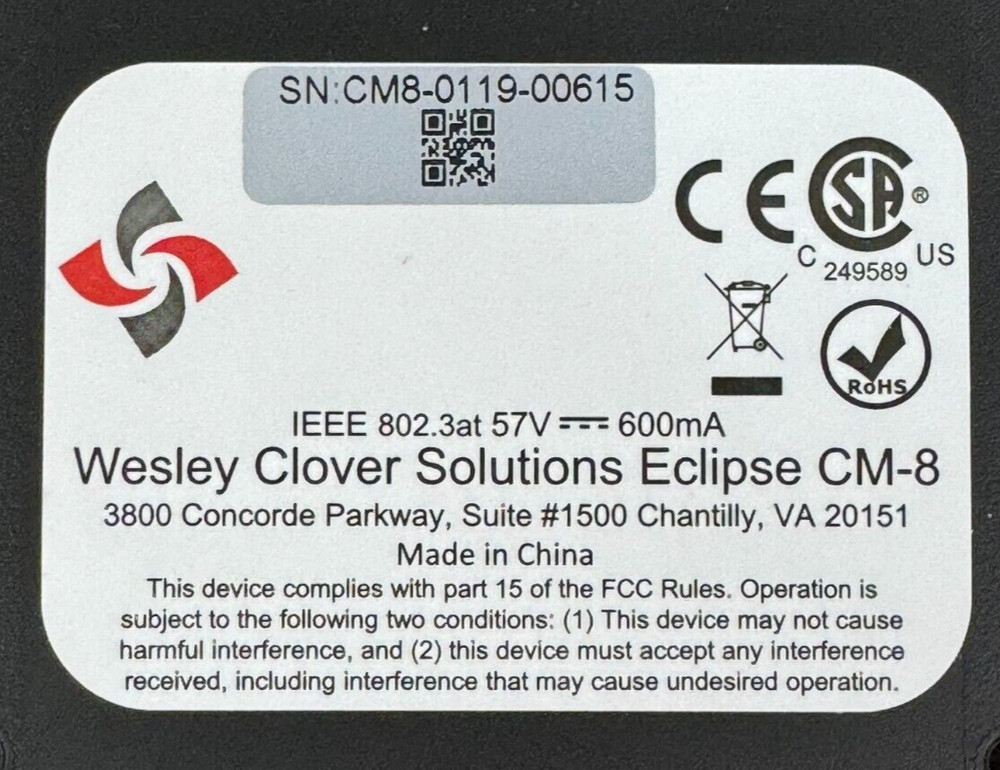 SN:CM8-0119-00615
CE SA ®
C 249589 US
RoHS
IEEE 802.3at 57V ⎓ 600mA
Wesley Clover Solutions Eclipse CM-8
3800 Concorde Parkway, Suite #1500 Chantilly, VA 20151
Made in China
This device complies with part 15 of the FCC Rules. Operation is
subject to the following two conditions: (1) This device may not cause
harmful interference, and (2) this device must accept any interference
received, including interference that may cause undesired operation.